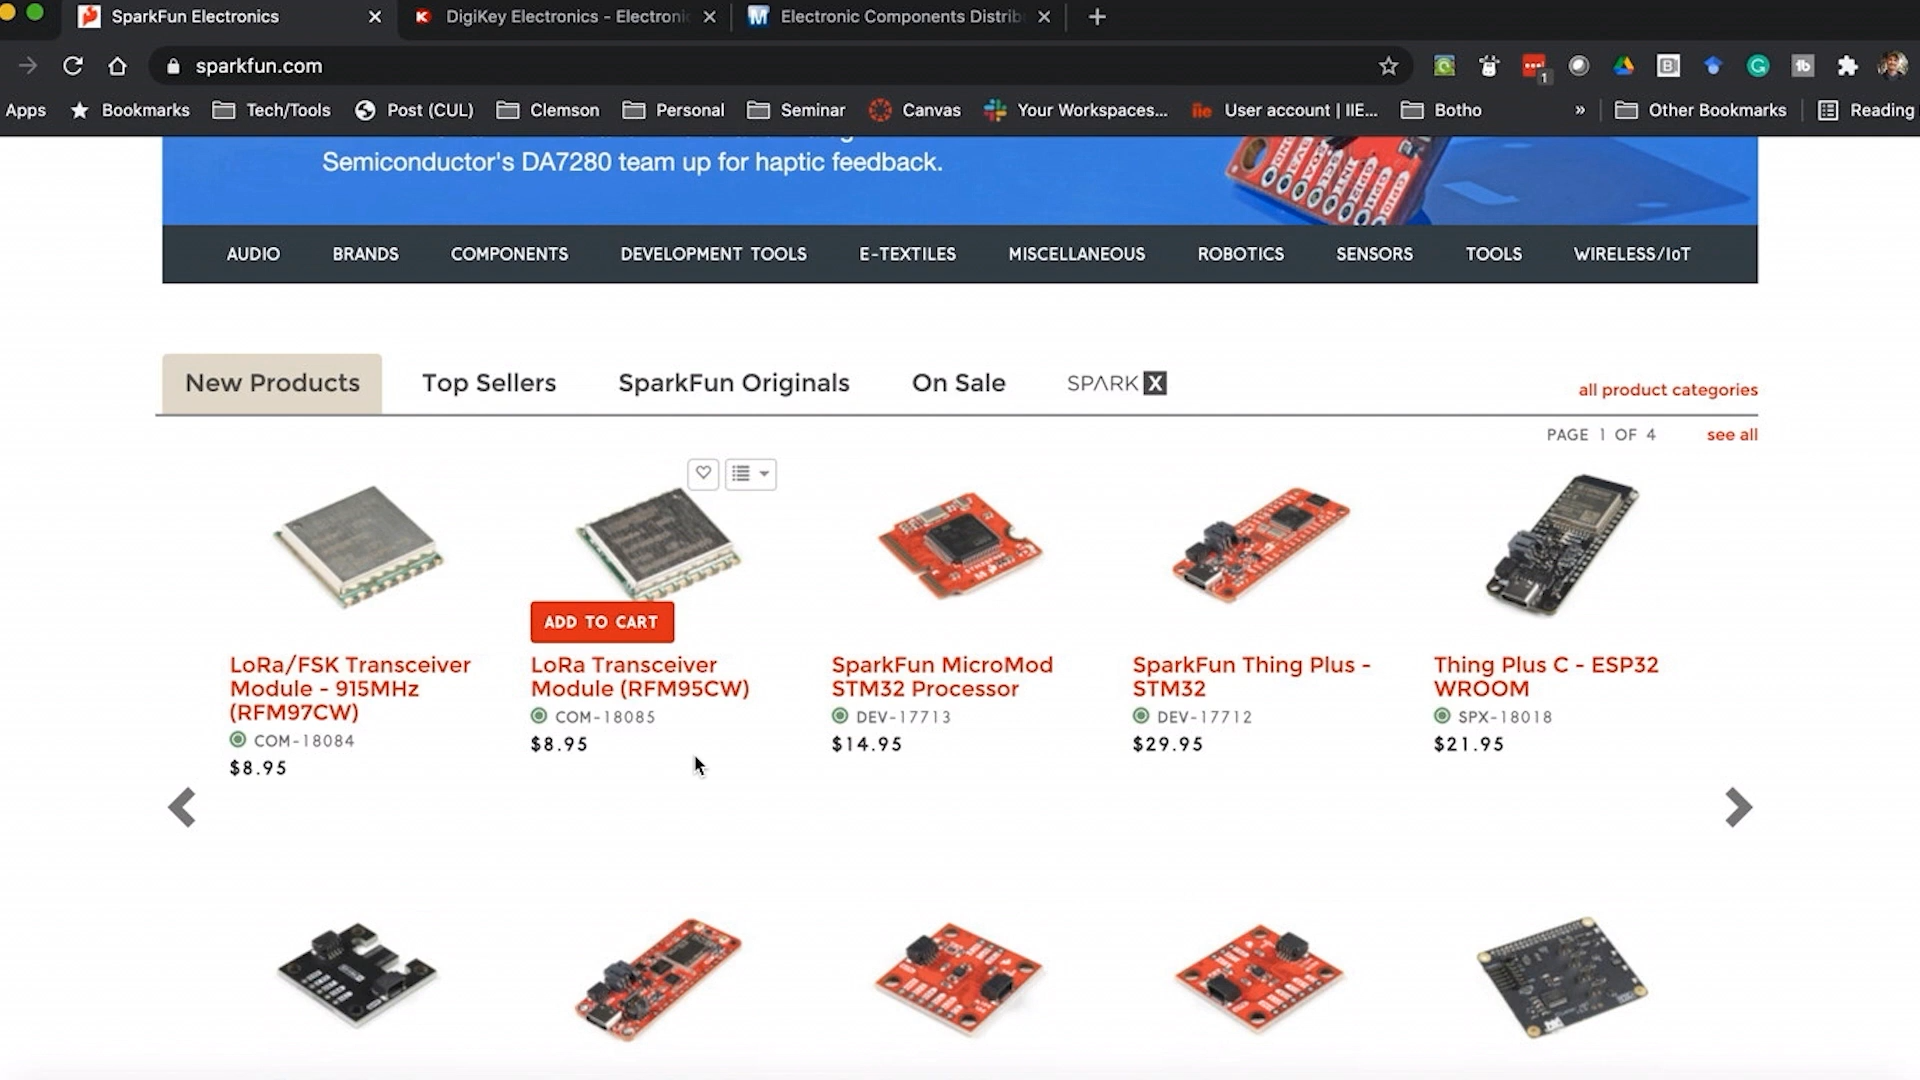 SparkFun Electronics
DigiKey Electronics - Electronic
Electronic Components Distrib
sparkfun.com
1
Apps
Bookmarks
Tech/Tools
Post (CUL)
Clemson
Personal
Seminar
Canvas
Your Workspaces...
User account | IIE...
Botho
»
Other Bookmarks
Reading
Semiconductor's DA7280 team up for haptic feedback.
AUDIO
BRANDS
COMPONENTS
DEVELOPMENT TOOLS
E-TEXTILES
MISCELLANEOUS
ROBOTICS
SENSORS
TOOLS
WIRELESS/IoT
New Products
Top Sellers
SparkFun Originals
On Sale
SPARK X
all product categories
PAGE 1 OF 4
see all
ADD TO CART
LoRa/FSK Transceiver
Module - 915MHz
(RFM97CW)
COM-18084
$8.95
LoRa Transceiver
Module (RFM95CW)
COM-18085
$8.95
SparkFun MicroMod
STM32 Processor
DEV-17713
$14.95
SparkFun Thing Plus -
STM32
DEV-17712
$29.95
Thing Plus C - ESP32
WROOM
SPX-18018
$21.95